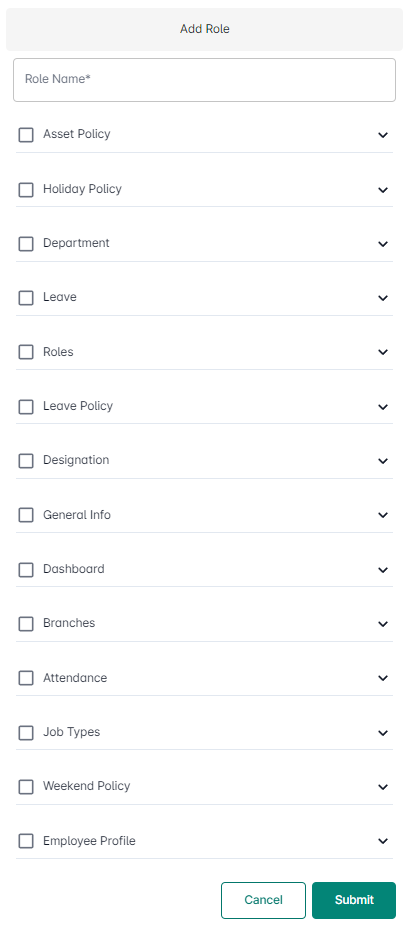 Add Role
Role Name*
Asset Policy
Holiday Policy
Department
Leave
Roles
Leave Policy
Designation
General Info
Dashboard
Branches
Attendance
Job Types
Weekend Policy
Employee Profile
Cancel Submit